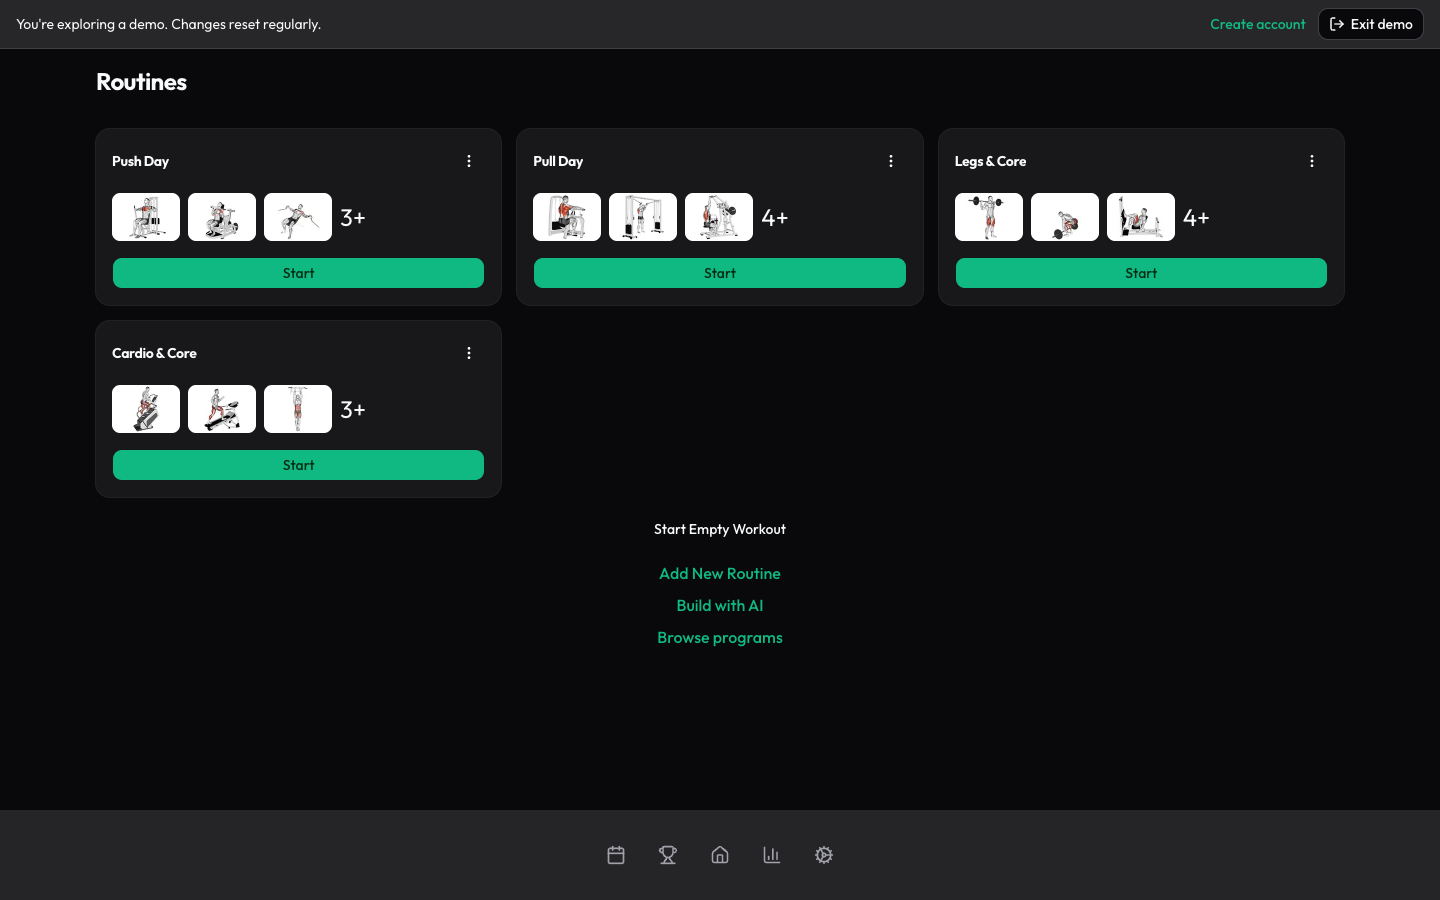 You're exploring a demo. Changes reset regularly.
Create account
Exit demo
Routines
Push Day
3+
Start
Pull Day
4+
Start
Legs & Core
4+
Start
Cardio & Core
3+
Start
Start Empty Workout
Add New Routine
Build with AI
Browse programs